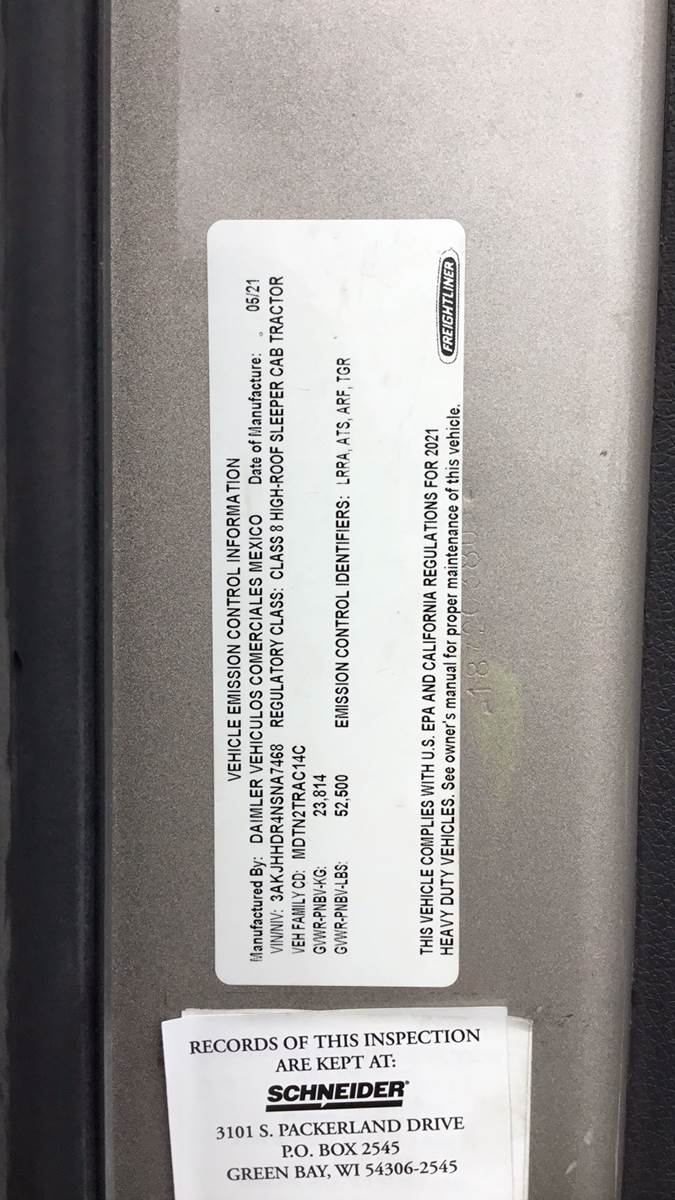 VEHICLE EMISSION CONTROL INFORMATION
Manufactured By: DAIMLER VEHICULOS COMERCIALES MEXICO Date of Manufacture: 05/21
VIN/NIV: 3AKJHHDR4NSNA7468 REGULATORY CLASS: CLASS 8 HIGH-ROOF SLEEPER CAB TRACTOR
VEH FAMILY CD: MDTN2TRAC14C
GVWR-PNBV-KG: 23,814
GVWR-PNBV-LBS: 52,500 EMISSION CONTROL IDENTIFIERS: LRRA, ATS, ARF, TGR
THIS VEHICLE COMPLIES WITH U.S. EPA AND CALIFORNIA REGULATIONS FOR 2021
HEAVY DUTY VEHICLES. See owner's manual for proper maintenance of this vehicle.
FREIGHTLINER
RECORDS OF THIS INSPECTION
ARE KEPT AT:
SCHNEIDER®
3101 S. PACKERLAND DRIVE
P.O. BOX 2545
GREEN BAY, WI 54306-2545